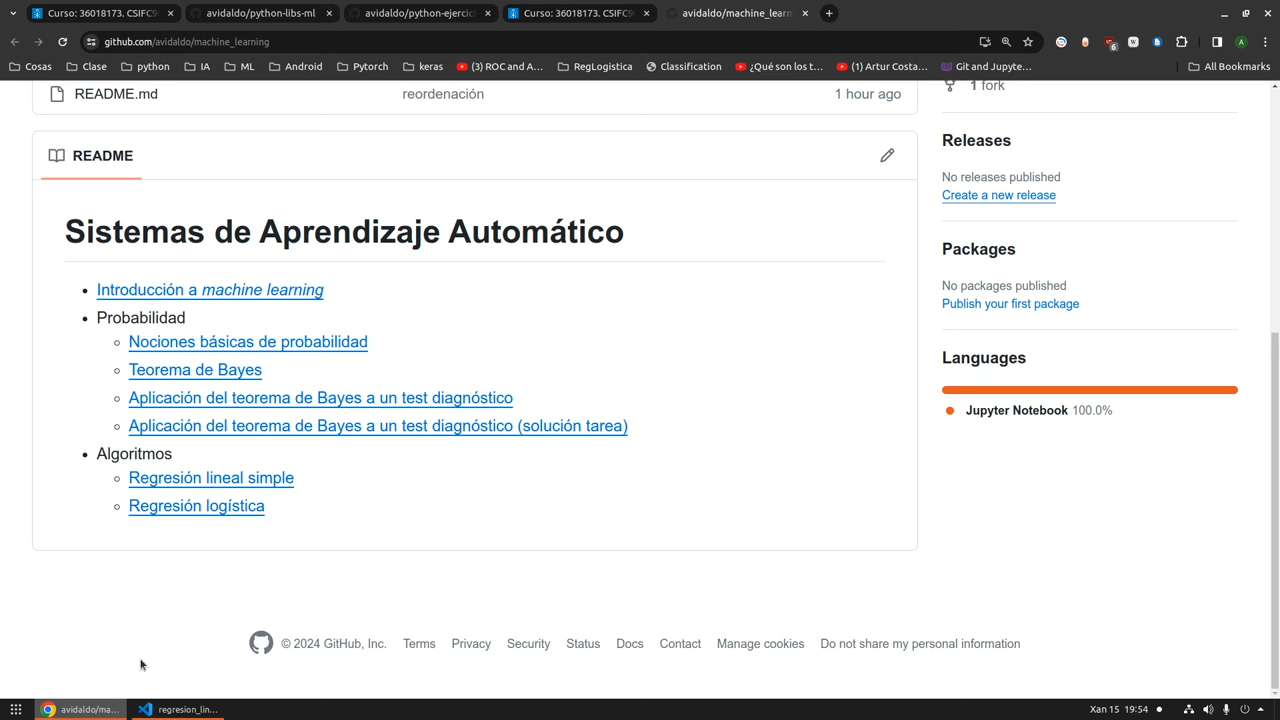 Curso: 36018173. CSIFC
avidaldo/python-libs-ml
avidaldo/python-ejercici
Curso: 36018173. CSIFC
avidaldo/machine_learn
github.com/avidaldo/machine_learning
6
W
A
Cosas
Clase
python
IA
ML
Android
Pytorch
keras
(3) ROC and A...
RegLogistica
Classification
¿Qué son los t...
(1) Artur Costa...
Git and Jupyte...
All Bookmarks
README.md
reordenación
1 hour ago
1 fork
README
Releases
No releases published
Create a new release
Sistemas de Aprendizaje Automático
Packages
No packages published
Publish your first package
Introducción a machine learning
Probabilidad
Nociones básicas de probabilidad
Teorema de Bayes
Aplicación del teorema de Bayes a un test diagnóstico
Aplicación del teorema de Bayes a un test diagnóstico (solución tarea)
Algoritmos
Regresión lineal simple
Regresión logística
Languages
Jupyter Notebook 100.0%
© 2024 GitHub, Inc.
Terms
Privacy
Security
Status
Docs
Contact
Manage cookies
Do not share my personal information
avidaldo/ma...
regresion_lin...
Xan 15 19:54